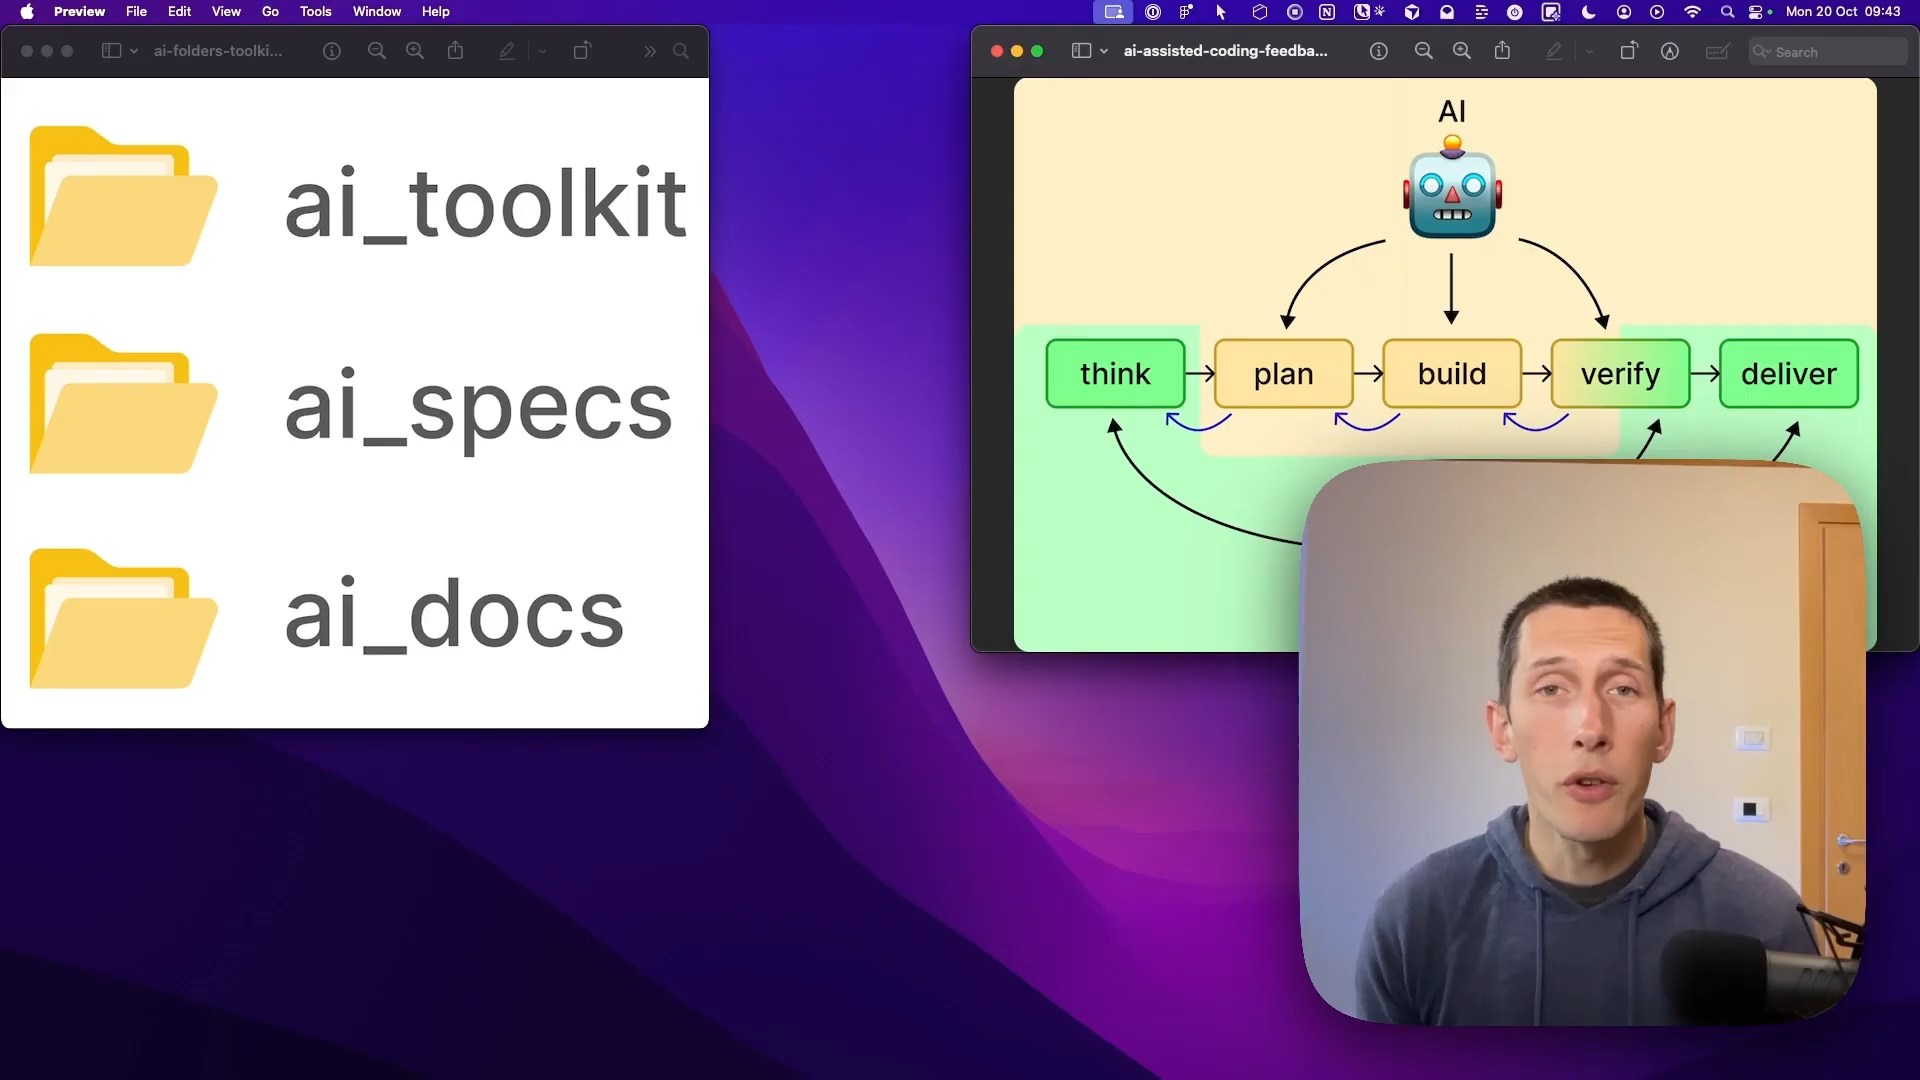 Preview File Edit View Go Tools Window Help
Mon 20 Oct 09:43
ai-folders-toolki...
ai_toolkit
ai_specs
ai_docs
ai-assisted-coding-feedba...
Search
AI
think
plan
build
verify
deliver